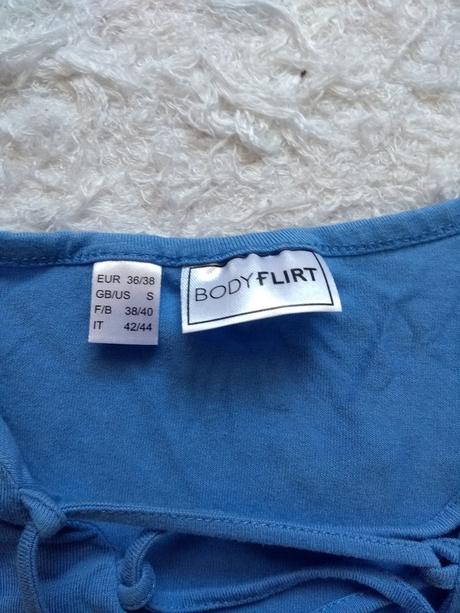 EUR 36/38
GB/US S
F/B 38/40
IT 42/44
BODYFLIRT